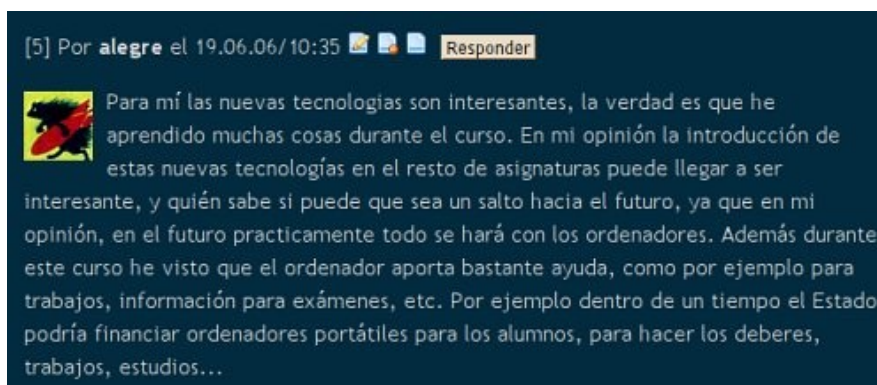 [5] Por alegre el 19.06.06/10:35 Responder
Para mí las nuevas tecnologias son interesantes, la verdad es que he
aprendido muchas cosas durante el curso. En mi opinión la introducción de
estas nuevas tecnologías en el resto de asignaturas puede llegar a ser
interesante, y quién sabe si puede que sea un salto hacia el futuro, ya que en mi
opinión, en el futuro practicamente todo se hará con los ordenadores. Además durante
este curso he visto que el ordenador aporta bastante ayuda, como por ejemplo para
trabajos, información para exámenes, etc. Por ejemplo dentro de un tiempo el Estado
podría financiar ordenadores portátiles para los alumnos, para hacer los deberes,
trabajos, estudios...